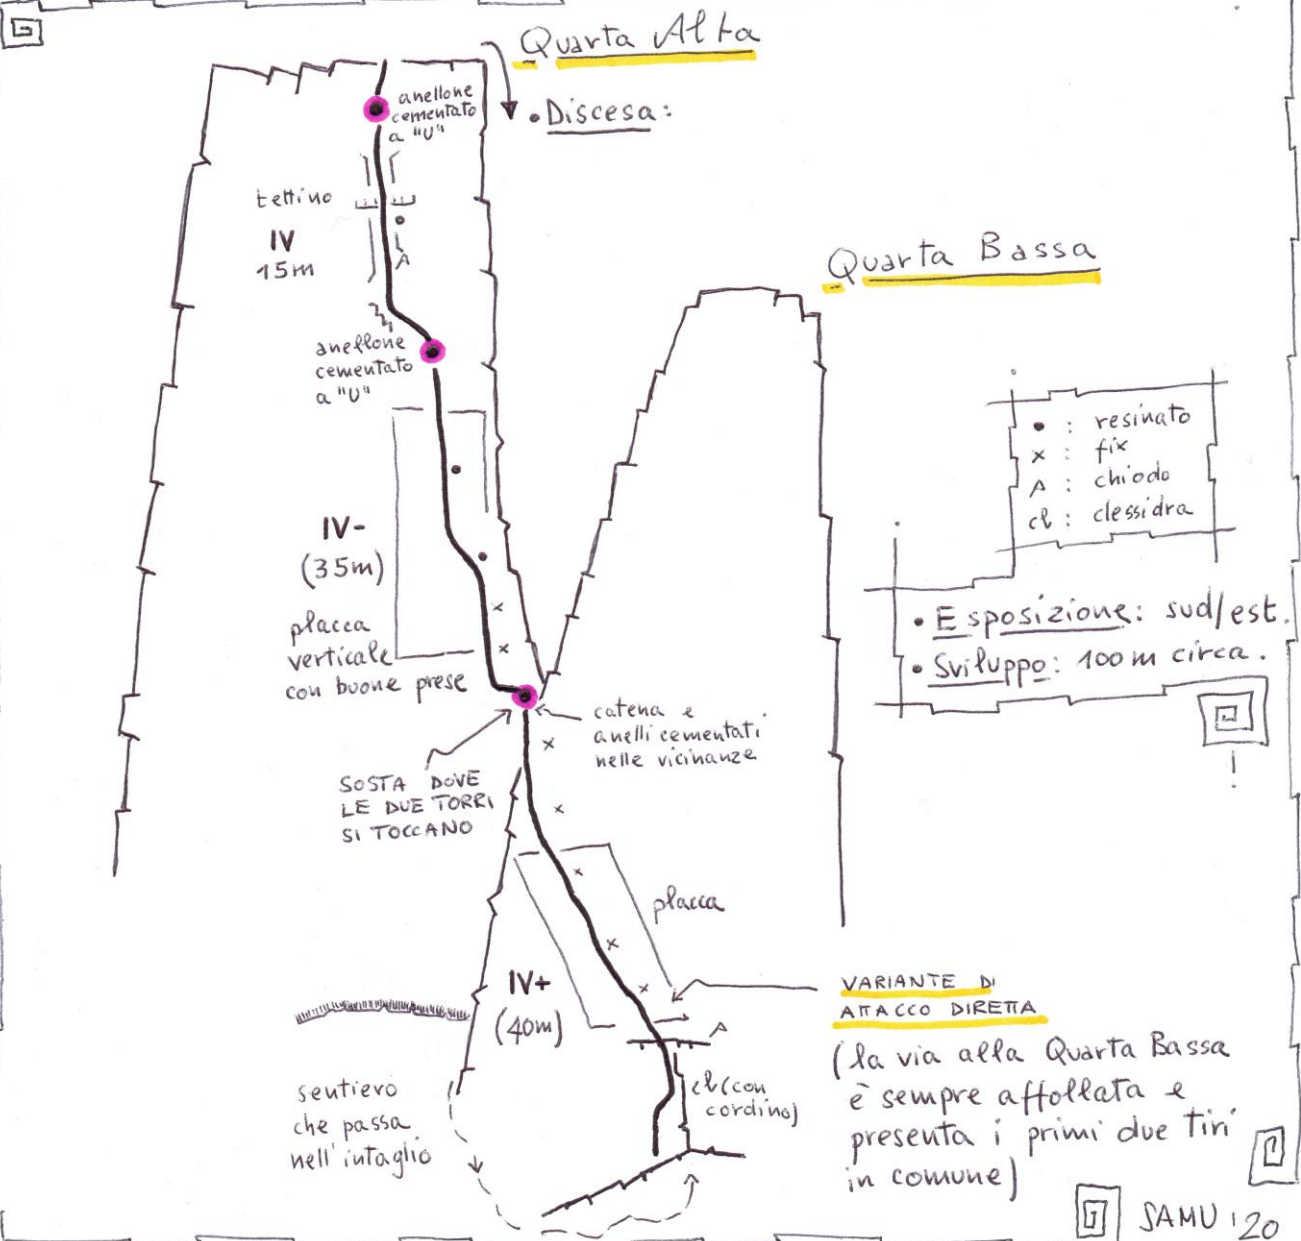 Quarta Alta
• Discesa:
anellone
cementato
a "U"
tettino
IV
15m
A
Quarta Bassa
anellone
cementato
a "U"
• : resinato
x : fix
A : chiodo
cl : clessidra
IV-
(35m)
placca
verticale
con buone prese
• Esposizione: sud/est.
• Sviluppo: 100m circa.
catena e
anelli cementati
nelle vicinanze
SOSTA DOVE
LE DUE TORRI
SI TOCCANO
placca
IV+
(40m)
A
VARIANTE DI
ATTACCO DIRETTA
(la via alla Quarta Bassa
è sempre affollata e
presenta i primi due tiri
in comune)
cl (con
cordino)
sentiero
che passa
nell'intaglio
SAMU '20